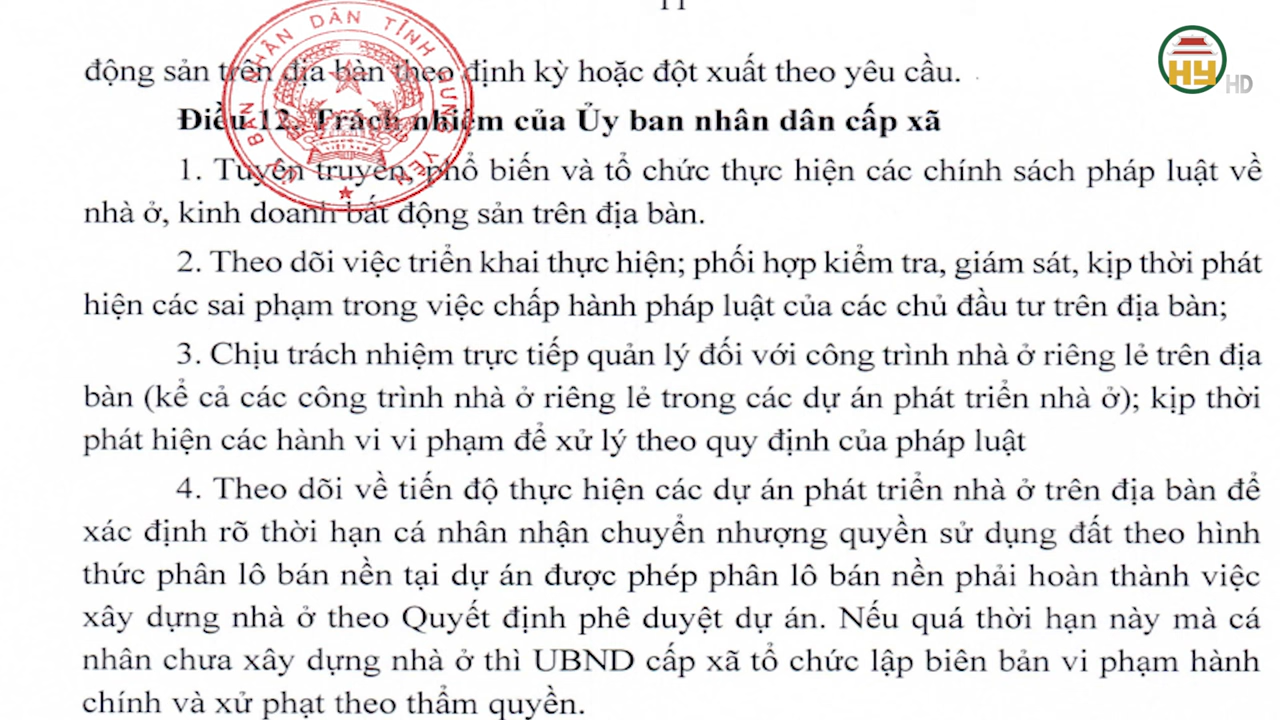 11
động sản trên địa bàn theo định kỳ hoặc đột xuất theo yêu cầu.
Điều 12. Trách nhiệm của Ủy ban nhân dân cấp xã
1. Tuyên truyền, phổ biến và tổ chức thực hiện các chính sách pháp luật về
nhà ở, kinh doanh bất động sản trên địa bàn.
2. Theo dõi việc triển khai thực hiện; phối hợp kiểm tra, giám sát, kịp thời phát
hiện các sai phạm trong việc chấp hành pháp luật của các chủ đầu tư trên địa bàn;
3. Chịu trách nhiệm trực tiếp quản lý đối với công trình nhà ở riêng lẻ trên địa
bàn (kể cả các công trình nhà ở riêng lẻ trong các dự án phát triển nhà ở); kịp thời
phát hiện các hành vi vi phạm để xử lý theo quy định của pháp luật
4. Theo dõi về tiến độ thực hiện các dự án phát triển nhà ở trên địa bàn để
xác định rõ thời hạn cá nhân nhận chuyển nhượng quyền sử dụng đất theo hình
thức phân lô bán nền tại dự án được phép phân lô bán nền phải hoàn thành việc
xây dựng nhà ở theo Quyết định phê duyệt dự án. Nếu quá thời hạn này mà cá
nhân chưa xây dựng nhà ở thì UBND cấp xã tổ chức lập biên bản vi phạm hành
chính và xử phạt theo thẩm quyền.
ỦY BAN NHÂN DÂN TỈNH HƯNG YÊN
VIỆT NAM
HY HD